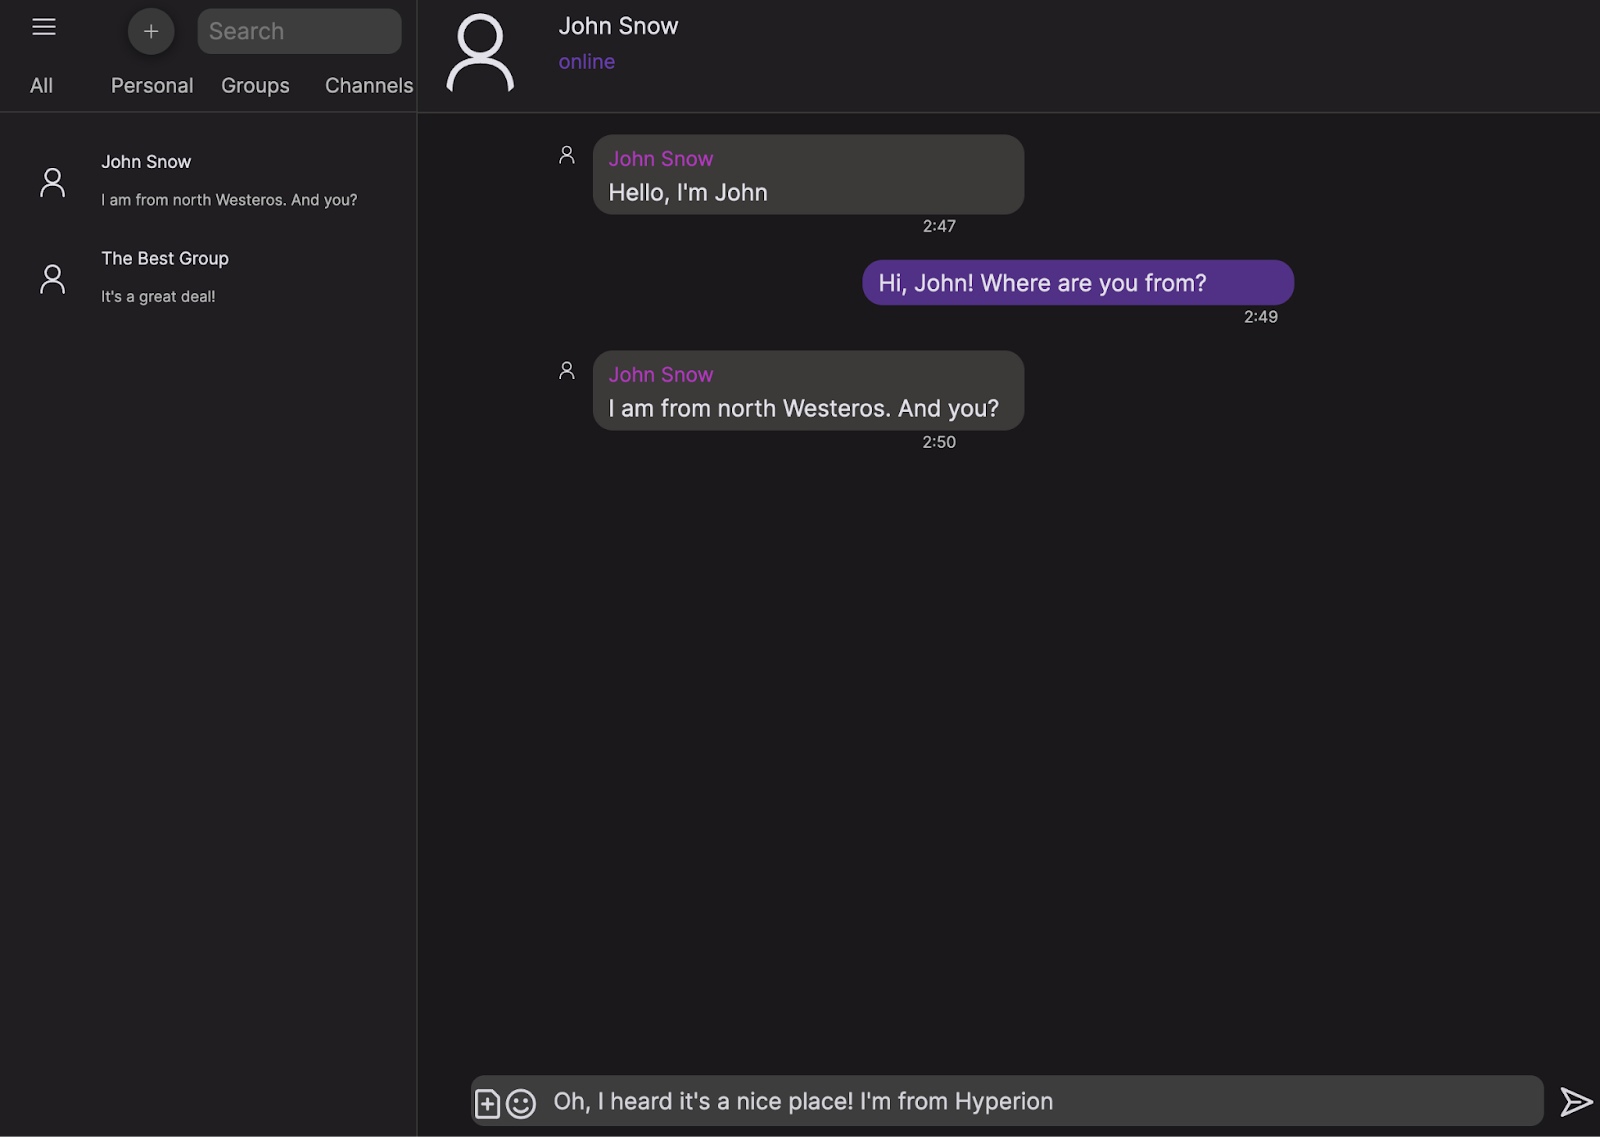 +
Search
All
Personal
Groups
Channels
John Snow
I am from north Westeros. And you?
The Best Group
It's a great deal!
John Snow
online
John Snow
Hello, I'm John
2:47
Hi, John! Where are you from?
2:49
John Snow
I am from north Westeros. And you?
2:50
Oh, I heard it's a nice place! I'm from Hyperion